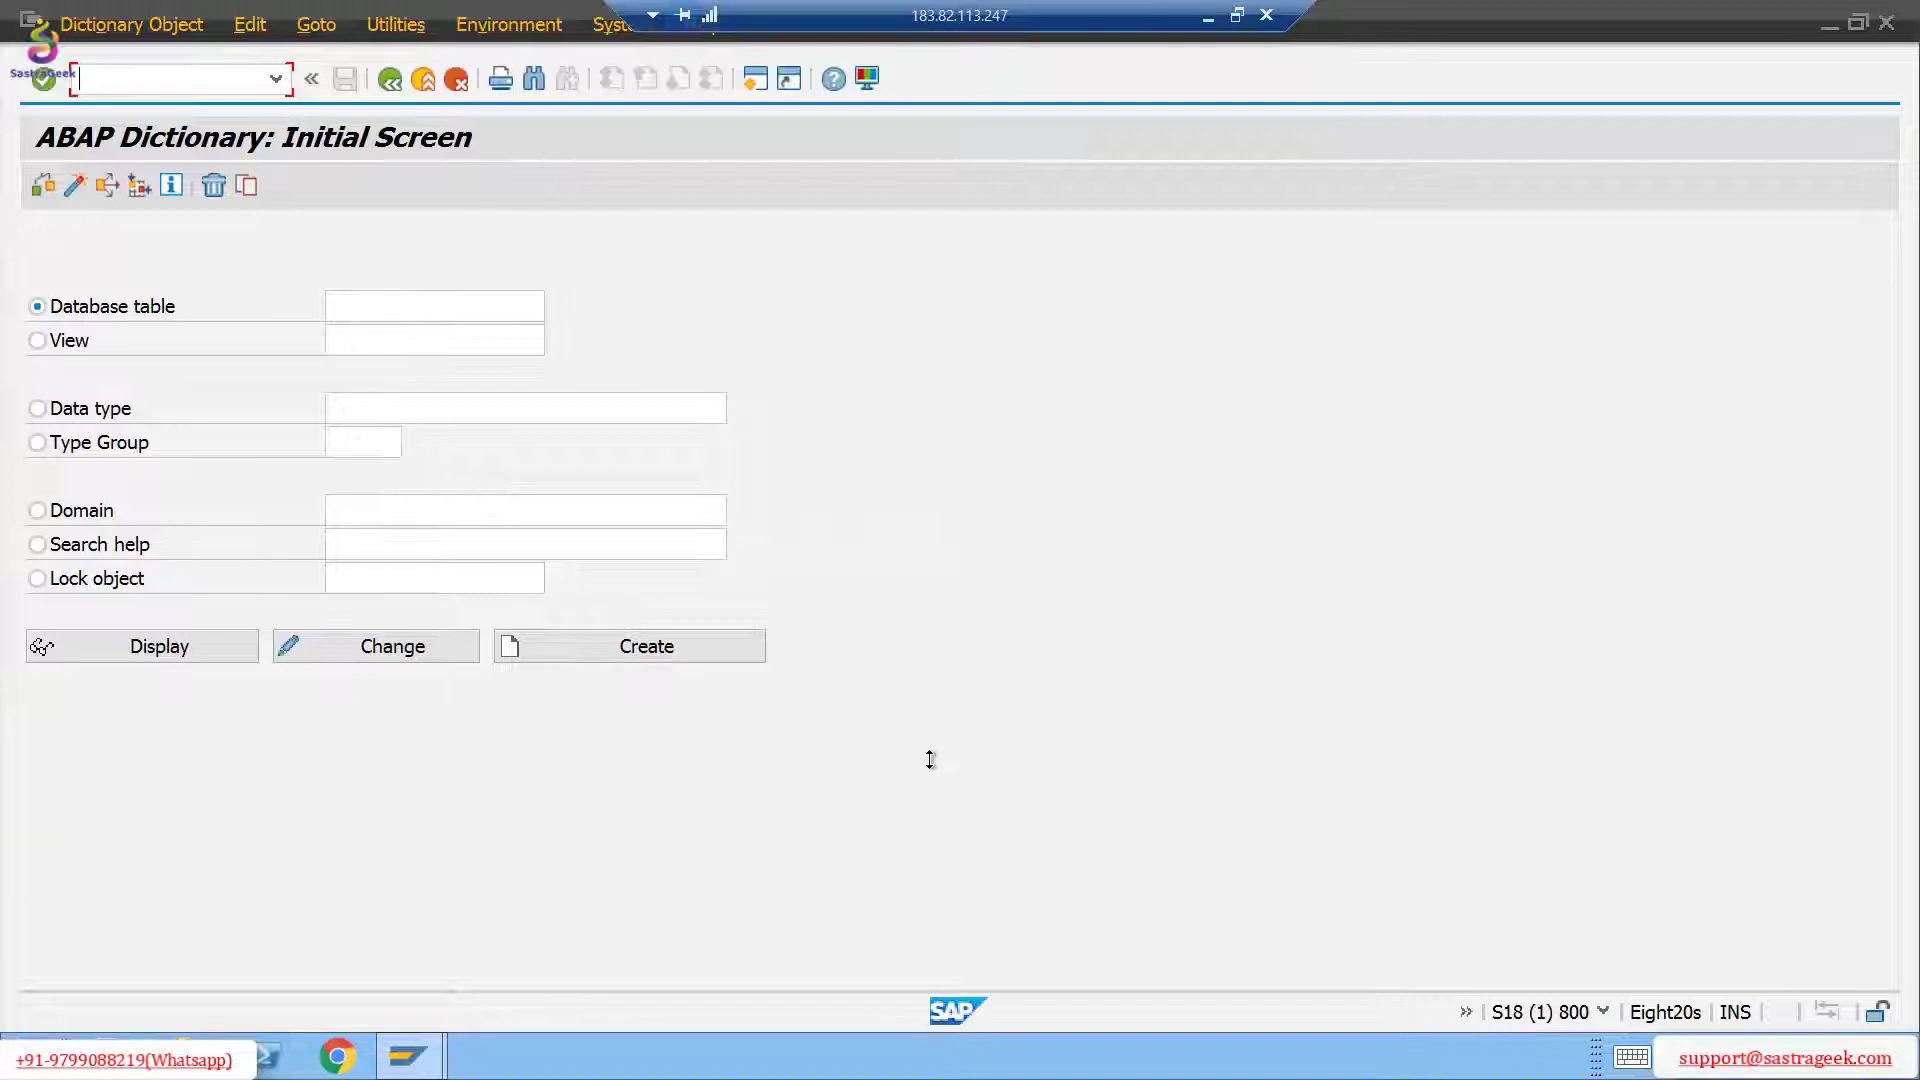 183.82.113.247
Dictionary Object Edit Goto Utilities Environment Syst
SastraGeek
ABAP Dictionary: Initial Screen
Database table
View
Data type
Type Group
Domain
Search help
Lock object
Display Change Create
SAP
S18 (1) 800 Eight20s INS
+91-9799088219(Whatsapp)
support@sastrageek.com